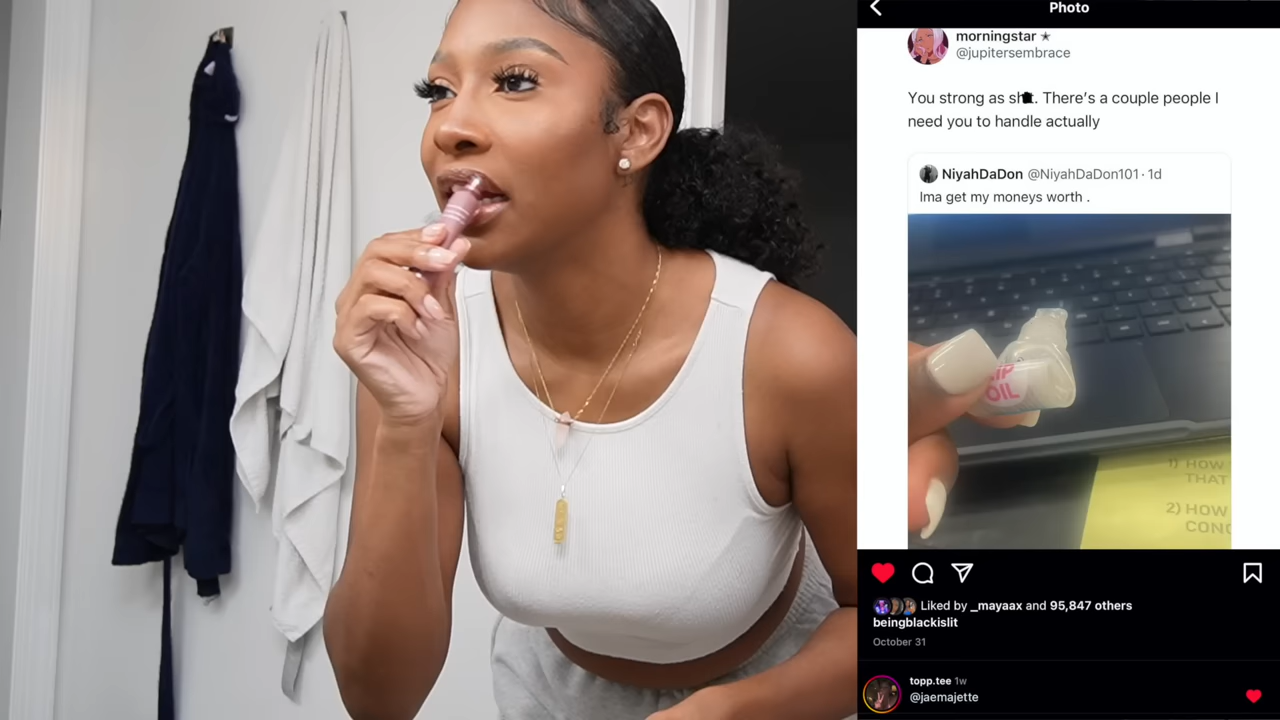 Photo
morningstar ✭
@jupitersembrace
You strong as sh t. There's a couple people I
need you to handle actually
NiyahDaDon @NiyahDaDon101 · 1d
Ima get my moneys worth .
OIL
1) HOW
THAT
2) HOW
Liked by _mayaax and 95,847 others
beingblackislit
October 31
topp.tee 1w
@jaemajette